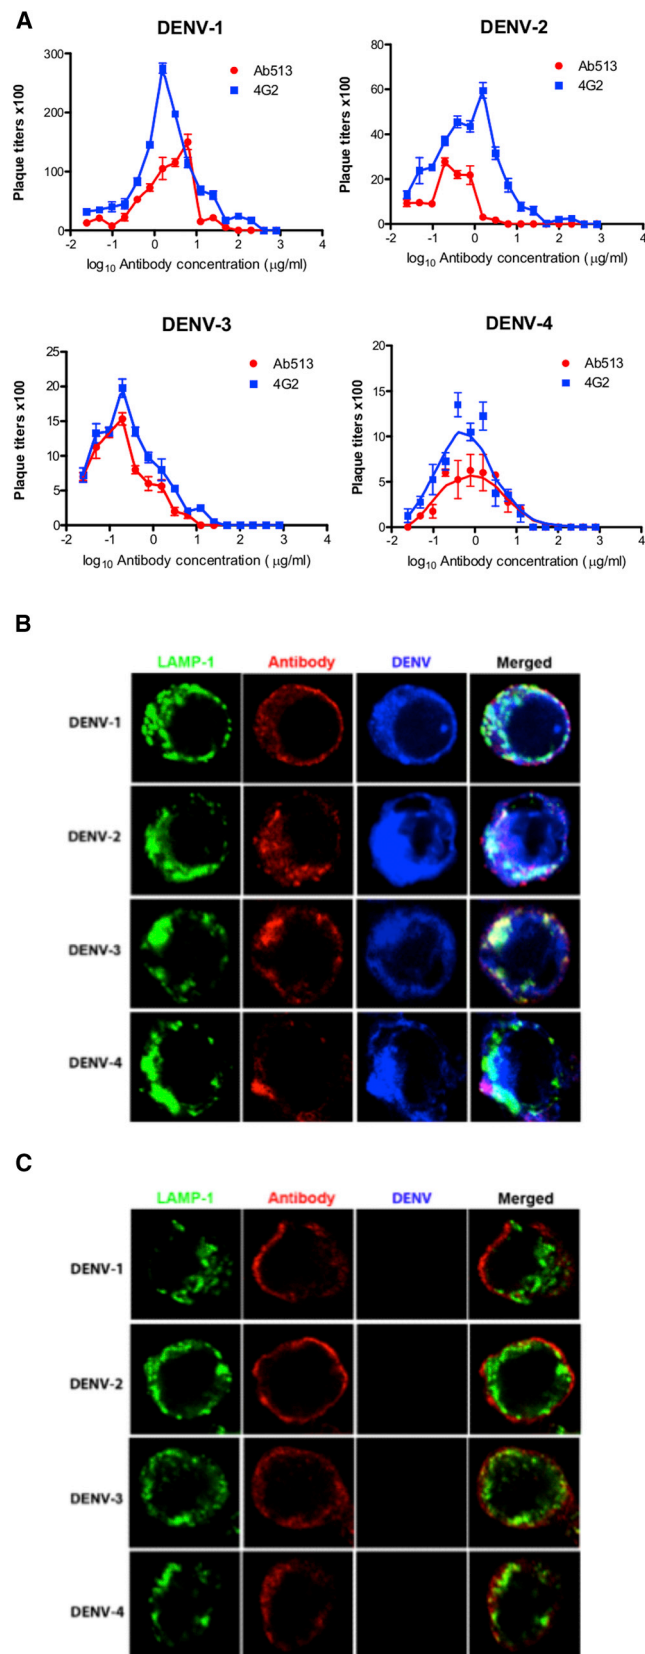 A
DENV-1
Plaque titers x100
300
200
100
0
-2 -1 0 1 2 3 4
log10 Antibody concentration (μg/ml)
Ab513
4G2
DENV-2
Plaque titers x100
80
60
40
20
0
-2 -1 0 1 2 3 4
log10 Antibody concentration (μg/ml)
Ab513
4G2
DENV-3
Plaque titers x100
25
20
15
10
5
0
-2 -1 0 1 2 3 4
log10 Antibody concentration (μg/ml)
Ab513
4G2
DENV-4
Plaque titers x100
20
15
10
5
0
-2 -1 0 1 2 3 4
log10 Antibody concentration (μg/ml)
Ab513
4G2
B
LAMP-1 Antibody DENV Merged
DENV-1
DENV-2
DENV-3
DENV-4
C
LAMP-1 Antibody DENV Merged
DENV-1
DENV-2
DENV-3
DENV-4